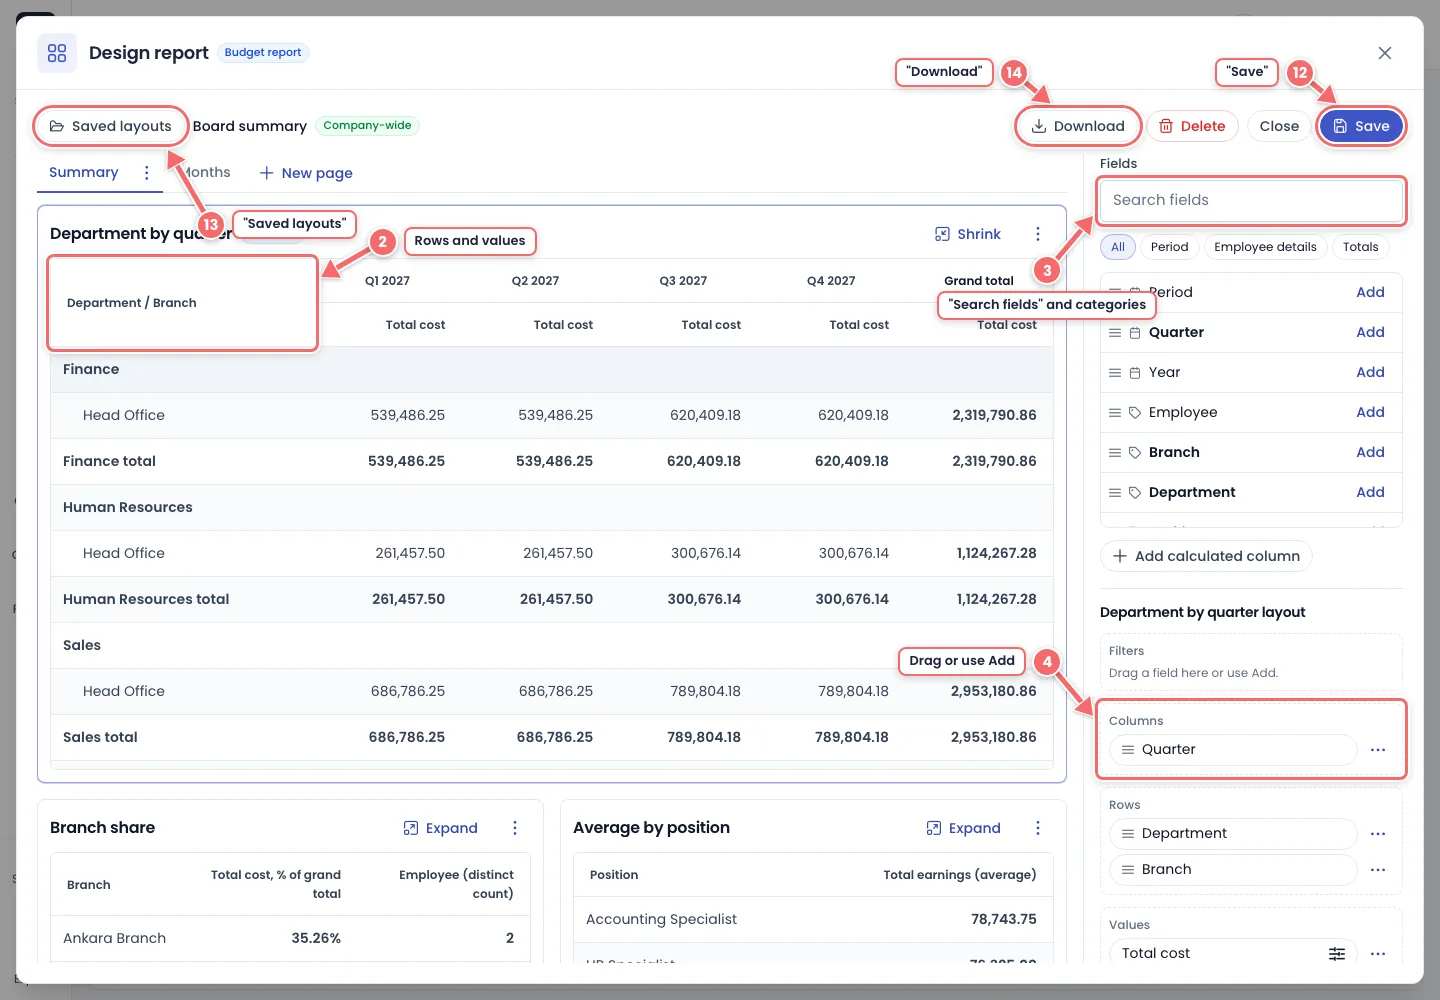 Design report
Budget report
"Download"
14
"Save"
12
Saved layouts
Board summary
Company-wide
Download
Delete
Close
Save
Summary
Months
New page
Fields
Search fields
13
"Saved layouts"
2
Rows and values
3
"Search fields" and categories
Shrink
All
Period
Employee details
Totals
Department / Branch
Q1 2027
Q2 2027
Q3 2027
Q4 2027
Grand total
Total cost
Total cost
Total cost
Total cost
Total cost
Finance
Head Office
539,486.25
539,486.25
620,409.18
620,409.18
2,319,790.86
Finance total
539,486.25
539,486.25
620,409.18
620,409.18
2,319,790.86
Human Resources
Head Office
261,457.50
261,457.50
300,676.14
300,676.14
1,124,267.28
Human Resources total
261,457.50
261,457.50
300,676.14
300,676.14
1,124,267.28
Sales
Head Office
686,786.25
686,786.25
789,804.18
789,804.18
2,953,180.86
Sales total
686,786.25
686,786.25
789,804.18
789,804.18
2,953,180.86
Period
Add
Quarter
Add
Year
Add
Employee
Add
Branch
Add
Department
Add
Add calculated column
Department by quarter layout
Filters
Drag a field here or use Add.
Drag or use Add
4
Columns
Quarter
Rows
Department
Branch
Values
Total cost
Branch share
Expand
Branch
Total cost, % of grand
total
Employee (distinct
count)
Ankara Branch
35.26%
2
Average by position
Expand
Position
Total earnings (average)
Accounting Specialist
78,743.75
Department by